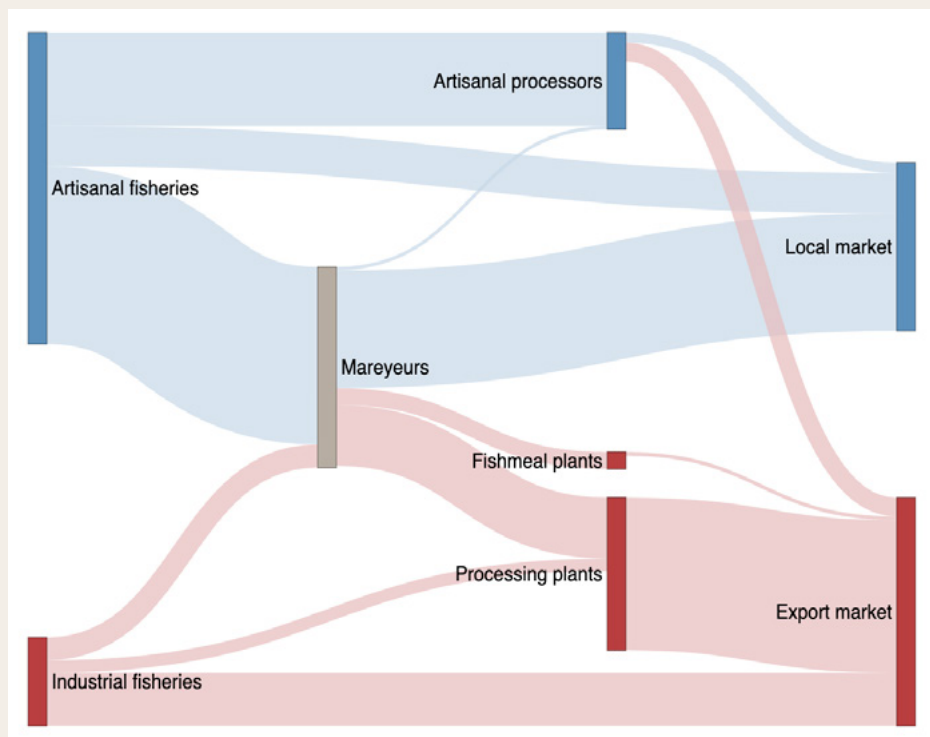 Artisanal processors
Artisanal fisheries
Local market
Mareyeurs
Fishmeal plants
Processing plants
Export market
Industrial fisheries